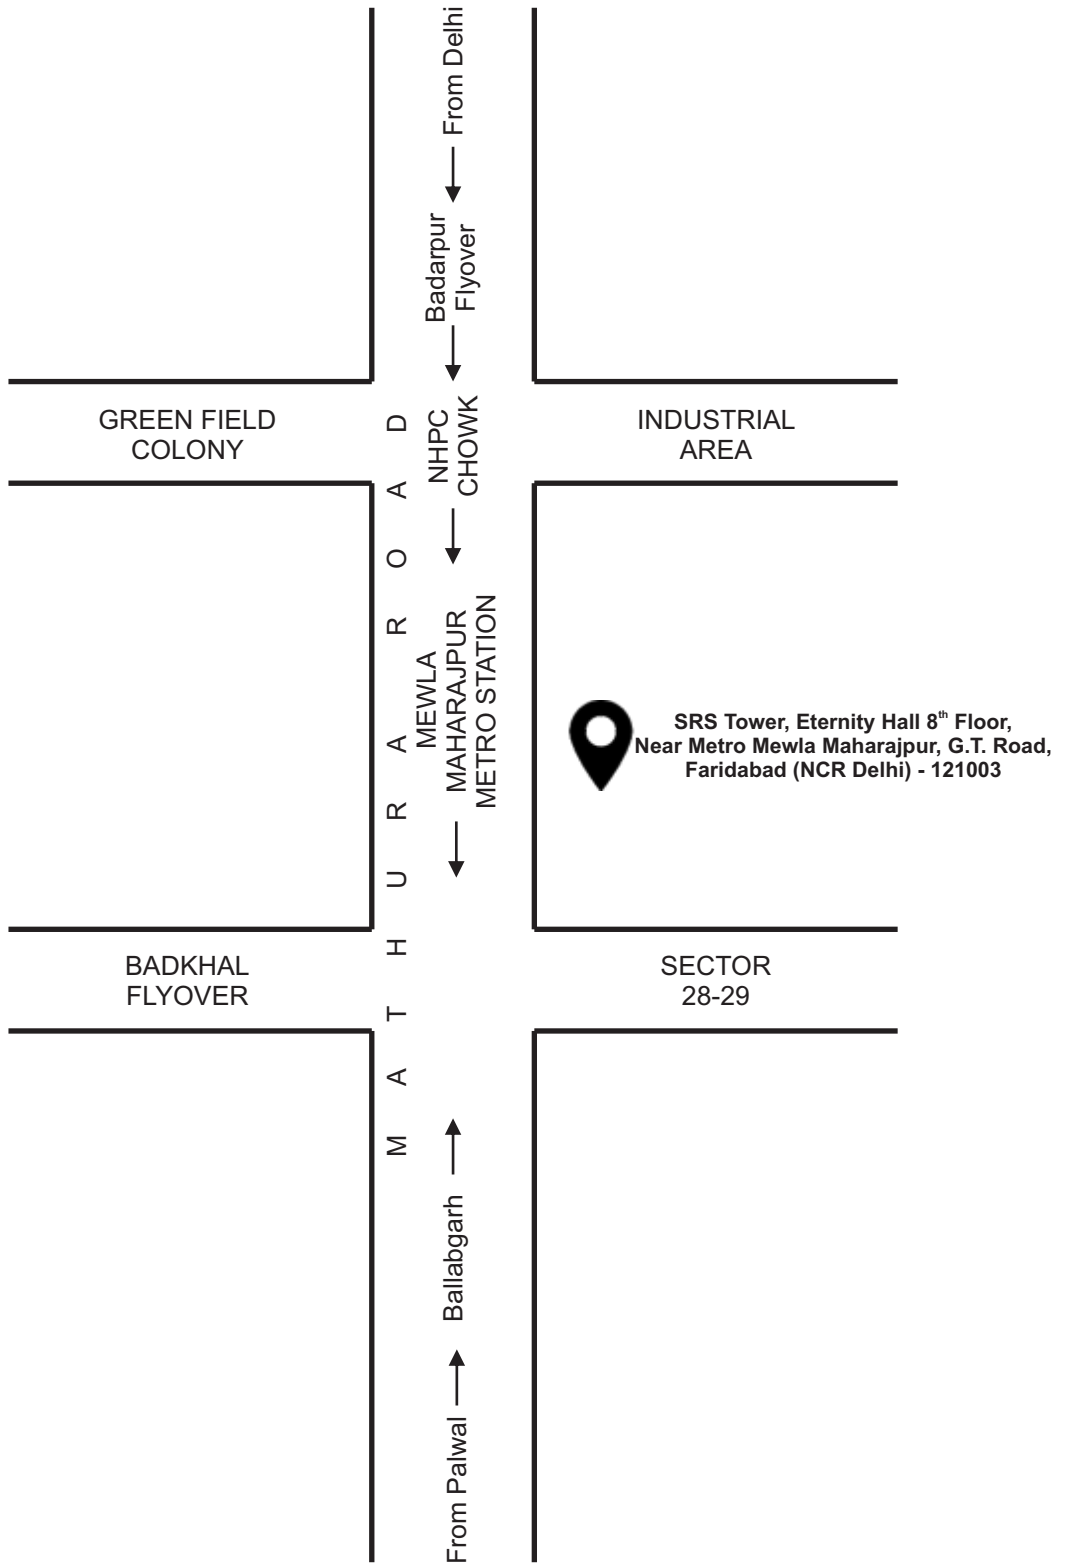 From Delhi
Badarpur
Flyover
GREEN FIELD
COLONY
NHPC
CHOWK
INDUSTRIAL
AREA
MATHURA ROAD
MEWLA
MAHARAJPUR
METRO STATION
SRS Tower, Eternity Hall 8th Floor,
Near Metro Mewla Maharajpur, G.T. Road,
Faridabad (NCR Delhi) - 121003
BADKHAL
FLYOVER
SECTOR
28-29
Ballabgarh
From Palwal